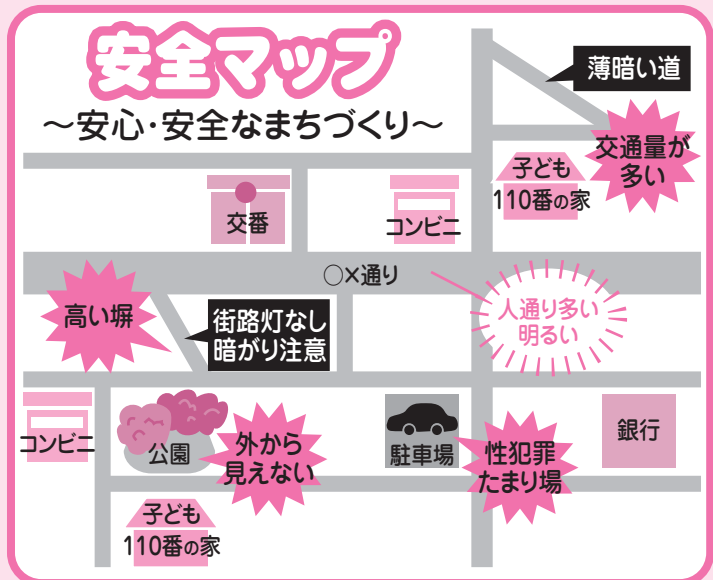 安全マップ
～安心・安全なまちづくり～
薄暗い道
交通量が
多い
子ども
110番の家
交番
コンビニ
○×通り
人通り多い
明るい
高い塀
街路灯なし
暗がり注意
コンビニ
公園
外から
見えない
駐車場
性犯罪
たまり場
銀行
子ども
110番の家